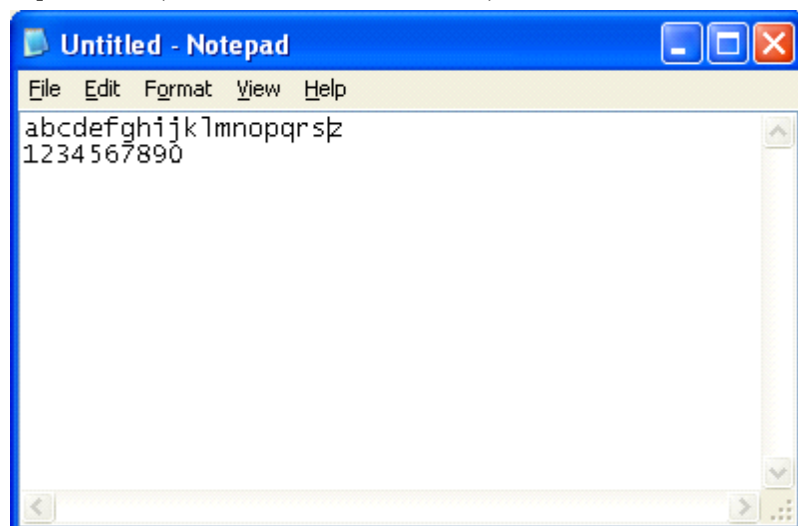 Untitled - Notepad
File Edit Format View Help
abcdefghijklmnopqrsz
1234567890